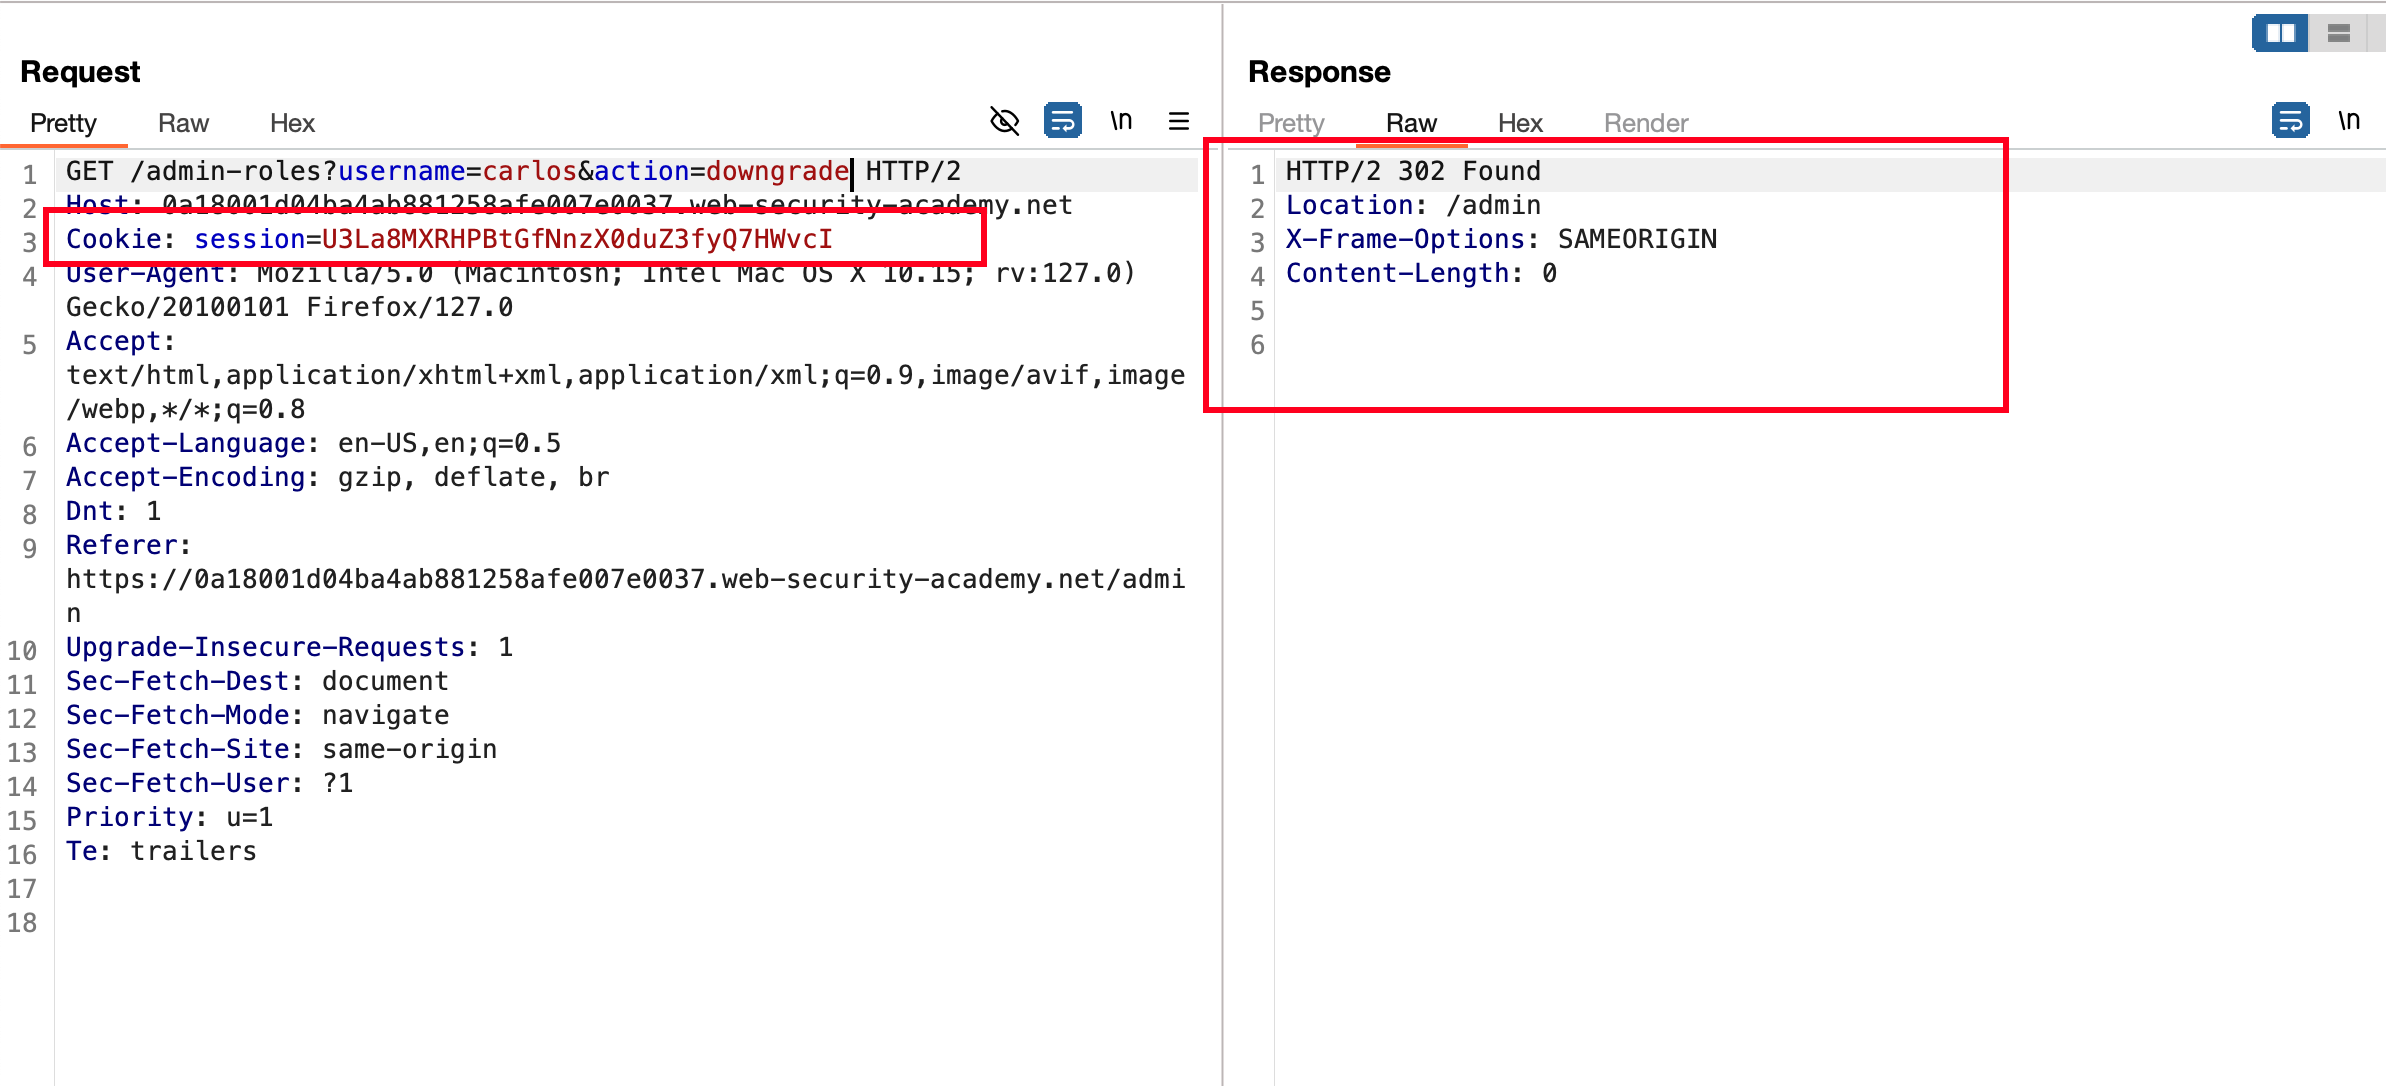 Request
Pretty Raw Hex \n
1 GET /admin-roles?username=carlos&action=downgrade HTTP/2
2 Host: 0a18001d04ba4ab881258afe007e0037.web-security-academy.net
3 Cookie: session=U3La8MXRHPBtGfNnzX0duZ3fyQ7HWvcI
4 User-Agent: Mozilla/5.0 (Macintosh; Intel Mac OS X 10.15; rv:127.0)
Gecko/20100101 Firefox/127.0
5 Accept:
text/html,application/xhtml+xml,application/xml;q=0.9,image/avif,image
/webp,*/*;q=0.8
6 Accept-Language: en-US,en;q=0.5
7 Accept-Encoding: gzip, deflate, br
8 Dnt: 1
9 Referer:
https://0a18001d04ba4ab881258afe007e0037.web-security-academy.net/admi
n
10 Upgrade-Insecure-Requests: 1
11 Sec-Fetch-Dest: document
12 Sec-Fetch-Mode: navigate
13 Sec-Fetch-Site: same-origin
14 Sec-Fetch-User: ?1
15 Priority: u=1
16 Te: trailers
17
18
Response
Pretty Raw Hex Render \n
1 HTTP/2 302 Found
2 Location: /admin
3 X-Frame-Options: SAMEORIGIN
4 Content-Length: 0
5
6